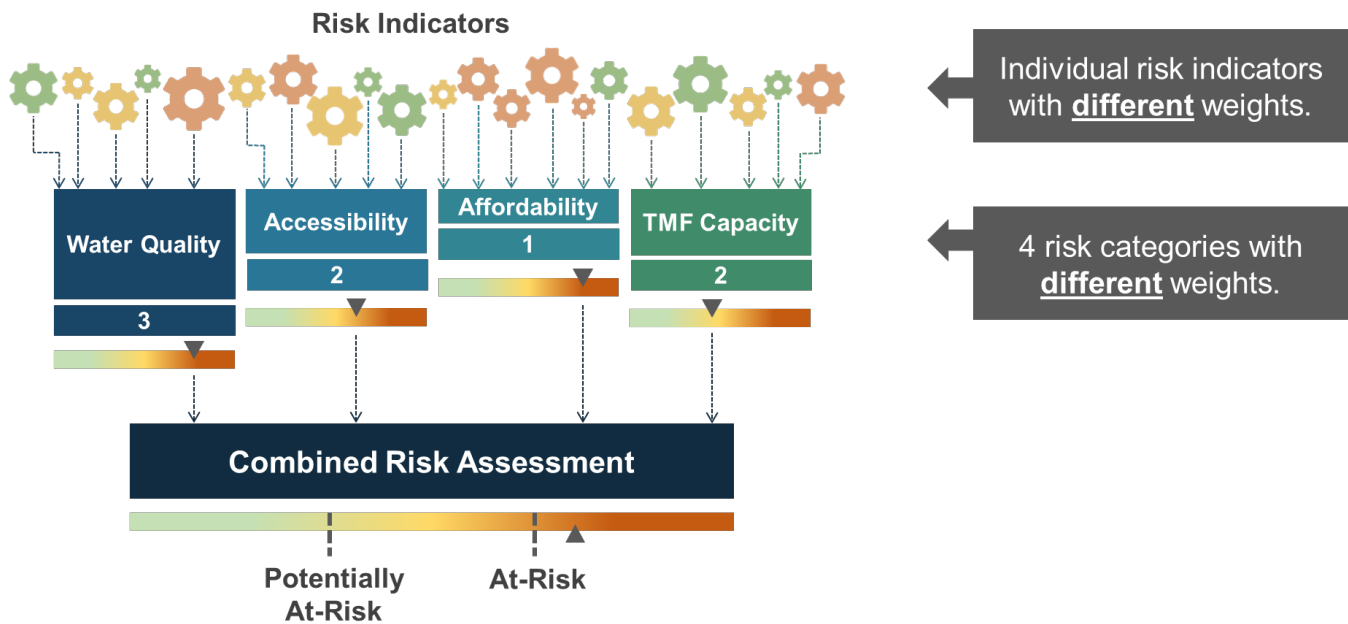 Risk Indicators
Individual risk indicators
with different weights.
Water Quality
3
Accessibility
2
Affordability
1
TMF Capacity
2
4 risk categories with
different weights.
Combined Risk Assessment
Potentially
At-Risk
At-Risk